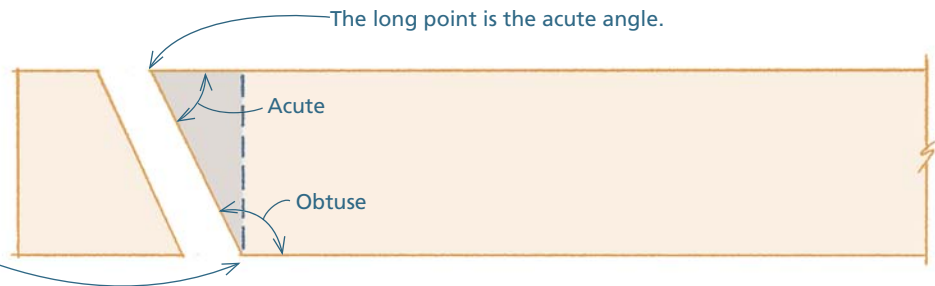 The long point is the acute angle.
Acute
Obtuse